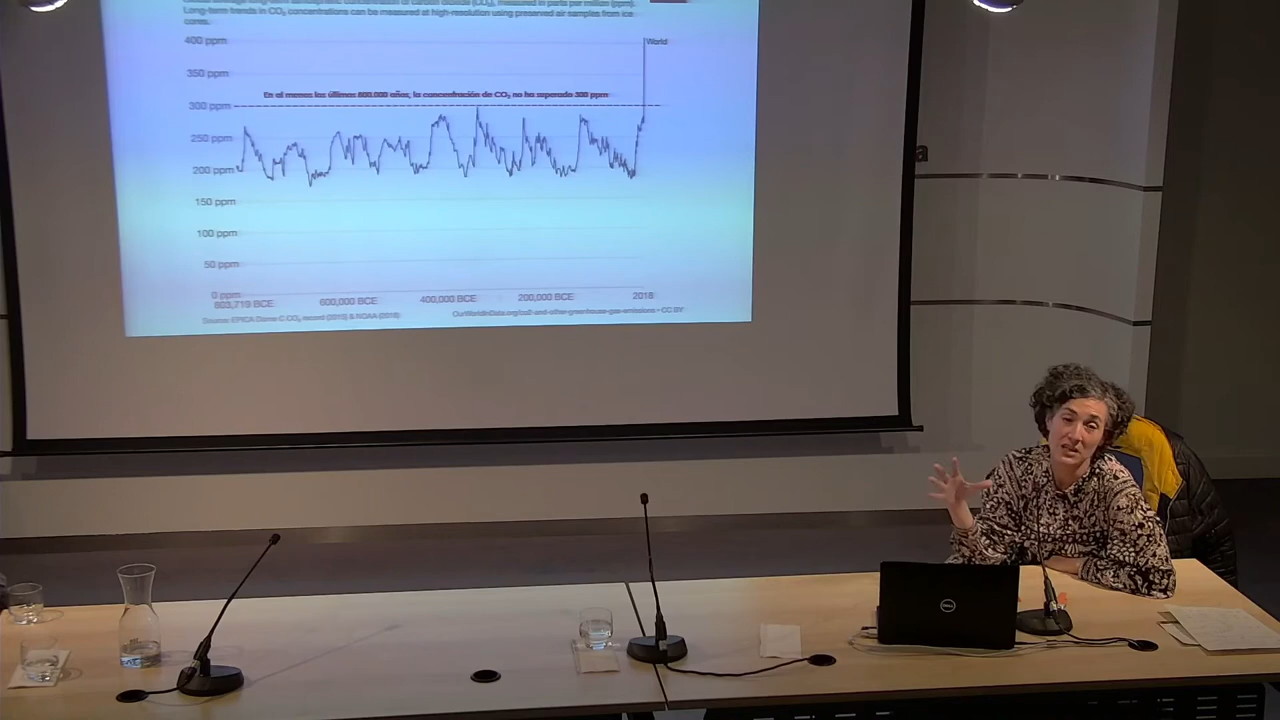 Long-term trends in CO₂ concentrations can be measured at high-resolution using preserved air samples from ice
cores.
400 ppm
World
350 ppm
En al menos los últimos 800.000 años, la concentración de CO₂ no ha superado 300 ppm
300 ppm
250 ppm
200 ppm
150 ppm
100 ppm
50 ppm
0 ppm
803,719 BCE
600,000 BCE
400,000 BCE
200,000 BCE
2018
Source: EPICA Dome C CO₂ record (2015) & NOAA (2018)
OurWorldInData.org/co2-and-other-greenhouse-gas-emissions • CC BY
a
DELL